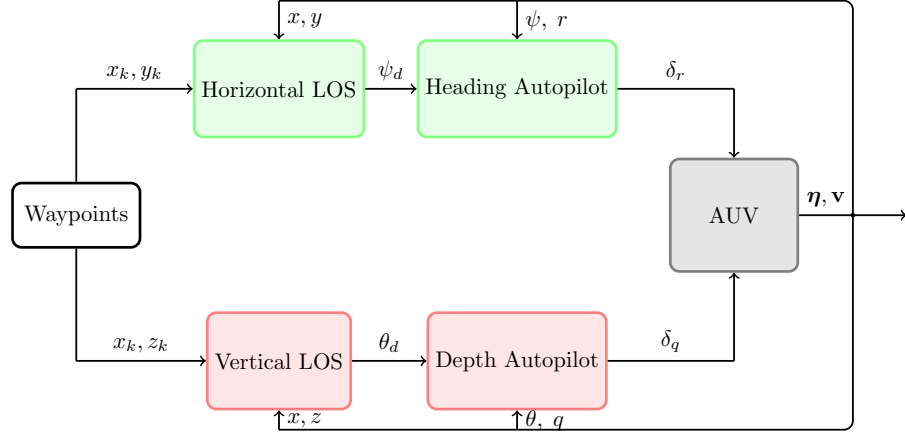 x, y
ψ, r
x_k, y_k
Horizontal LOS
ψ_d
Heading Autopilot
δ_r
Waypoints
AUV
η, v
x_k, z_k
Vertical LOS
θ_d
Depth Autopilot
δ_q
x, z
θ, q